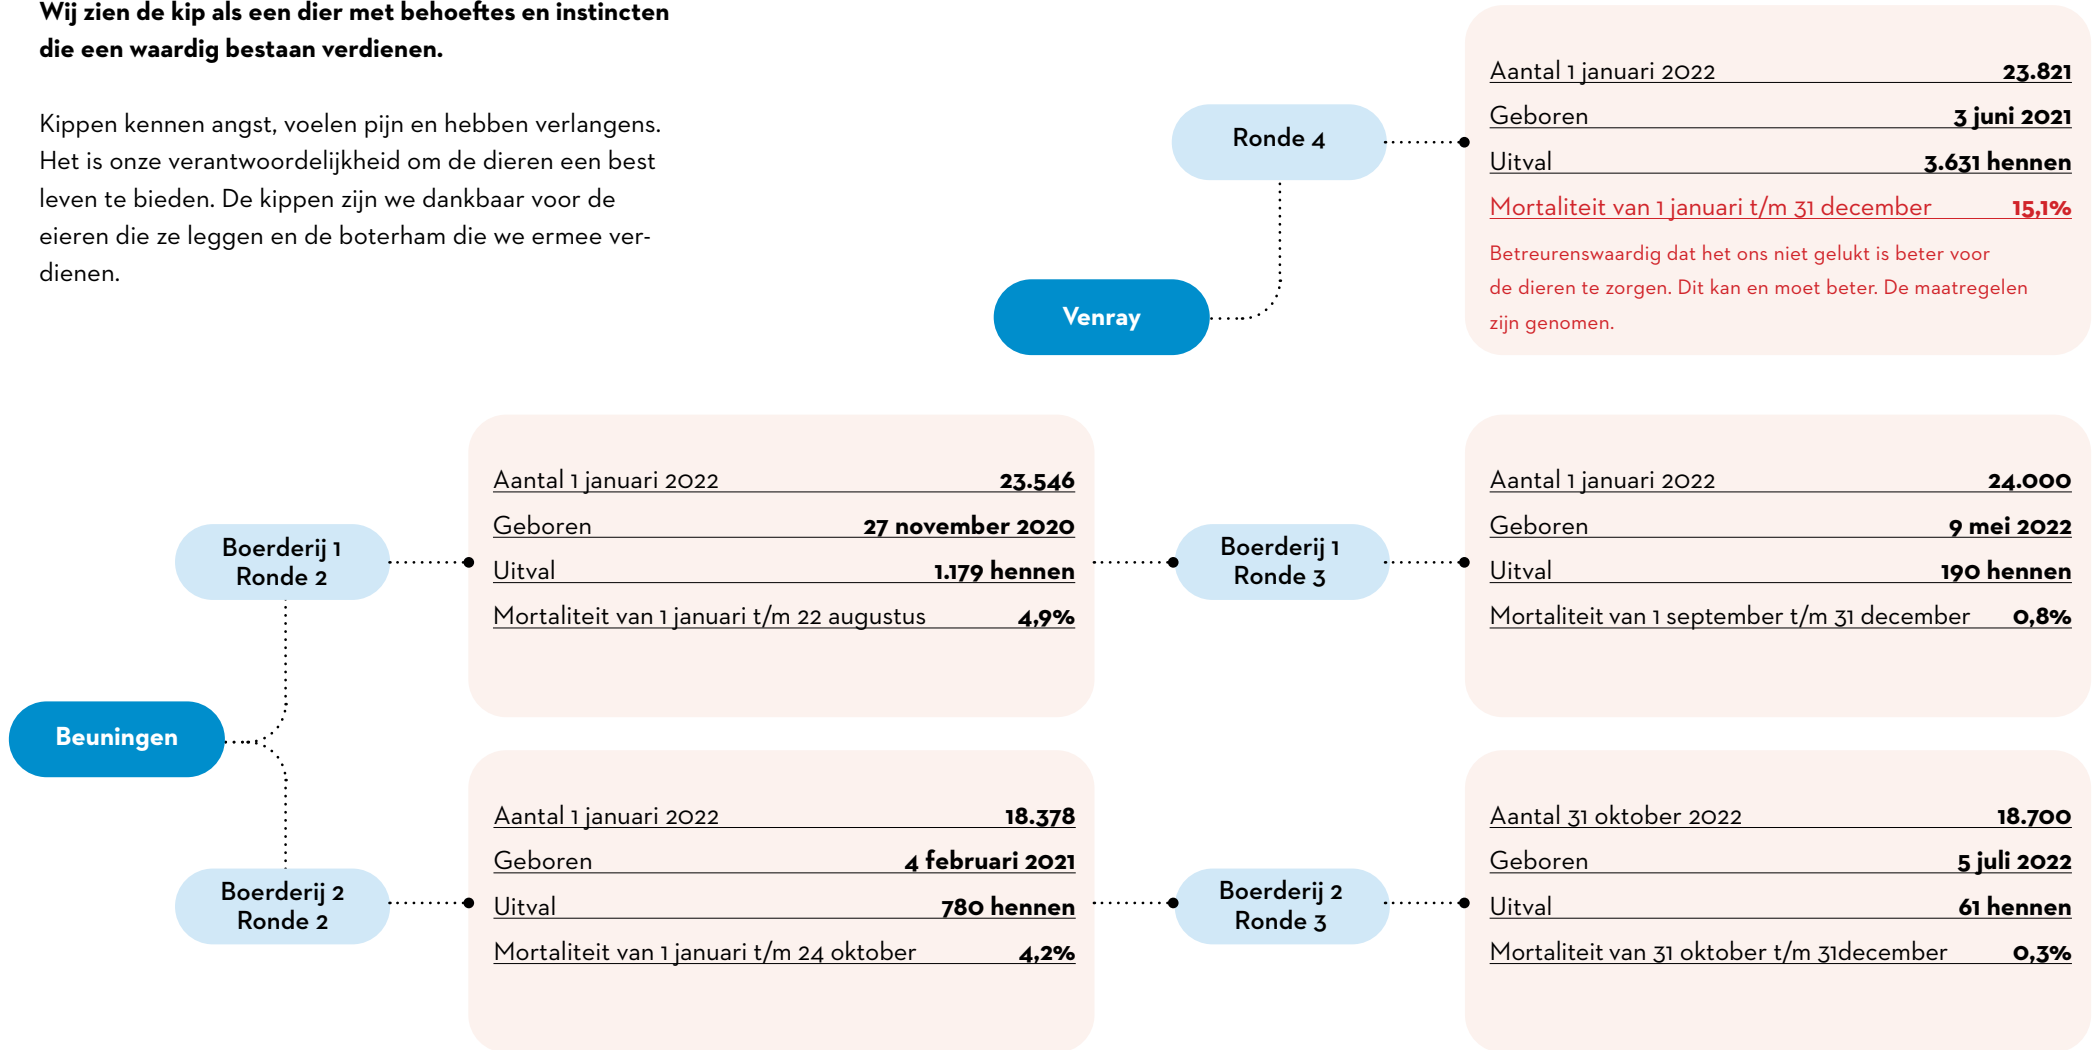 Wij zien de kip als een dier met behoeftes en instincten
die een waardig bestaan verdienen.
Kippen kennen angst, voelen pijn en hebben verlangens.
Het is onze verantwoordelijkheid om de dieren een best
leven te bieden. De kippen zijn we dankbaar voor de
eieren die ze leggen en de boterham die we ermee ver-
dienen.
Venray
Ronde 4
Aantal 1 januari 2022 23.821
Geboren 3 juni 2021
Uitval 3.631 hennen
Mortaliteit van 1 januari t/m 31 december 15,1%
Betreurenswaardig dat het ons niet gelukt is beter voor
de dieren te zorgen. Dit kan en moet beter. De maatregelen
zijn genomen.
Beuningen
Boerderij 1
Ronde 2
Aantal 1 januari 2022 23.546
Geboren 27 november 2020
Uitval 1.179 hennen
Mortaliteit van 1 januari t/m 22 augustus 4,9%
Boerderij 1
Ronde 3
Aantal 1 januari 2022 24.000
Geboren 9 mei 2022
Uitval 190 hennen
Mortaliteit van 1 september t/m 31 december 0,8%
Boerderij 2
Ronde 2
Aantal 1 januari 2022 18.378
Geboren 4 februari 2021
Uitval 780 hennen
Mortaliteit van 1 januari t/m 24 oktober 4,2%
Boerderij 2
Ronde 3
Aantal 31 oktober 2022 18.700
Geboren 5 juli 2022
Uitval 61 hennen
Mortaliteit van 31 oktober t/m 31december 0,3%